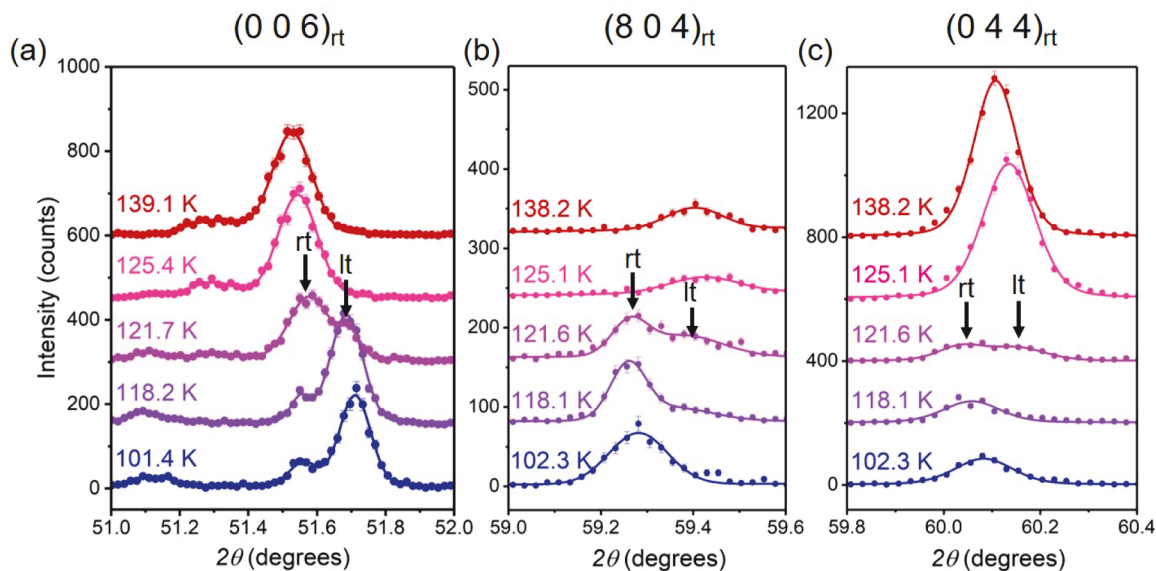 (a) (0 0 6)rt
Intensity (counts)
1000
800
600
400
200
0
139.1 K
125.4 K
121.7 K
118.2 K
101.4 K
rt
lt
51.0 51.2 51.4 51.6 51.8 52.0
2θ (degrees)
(b) (8 0 4)rt
500
400
300
200
100
0
138.2 K
125.1 K
121.6 K
118.1 K
102.3 K
rt
lt
59.0 59.2 59.4 59.6
2θ (degrees)
(c) (0 4 4)rt
1200
800
400
0
138.2 K
125.1 K
121.6 K
118.1 K
102.3 K
rt
lt
59.8 60.0 60.2 60.4
2θ (degrees)